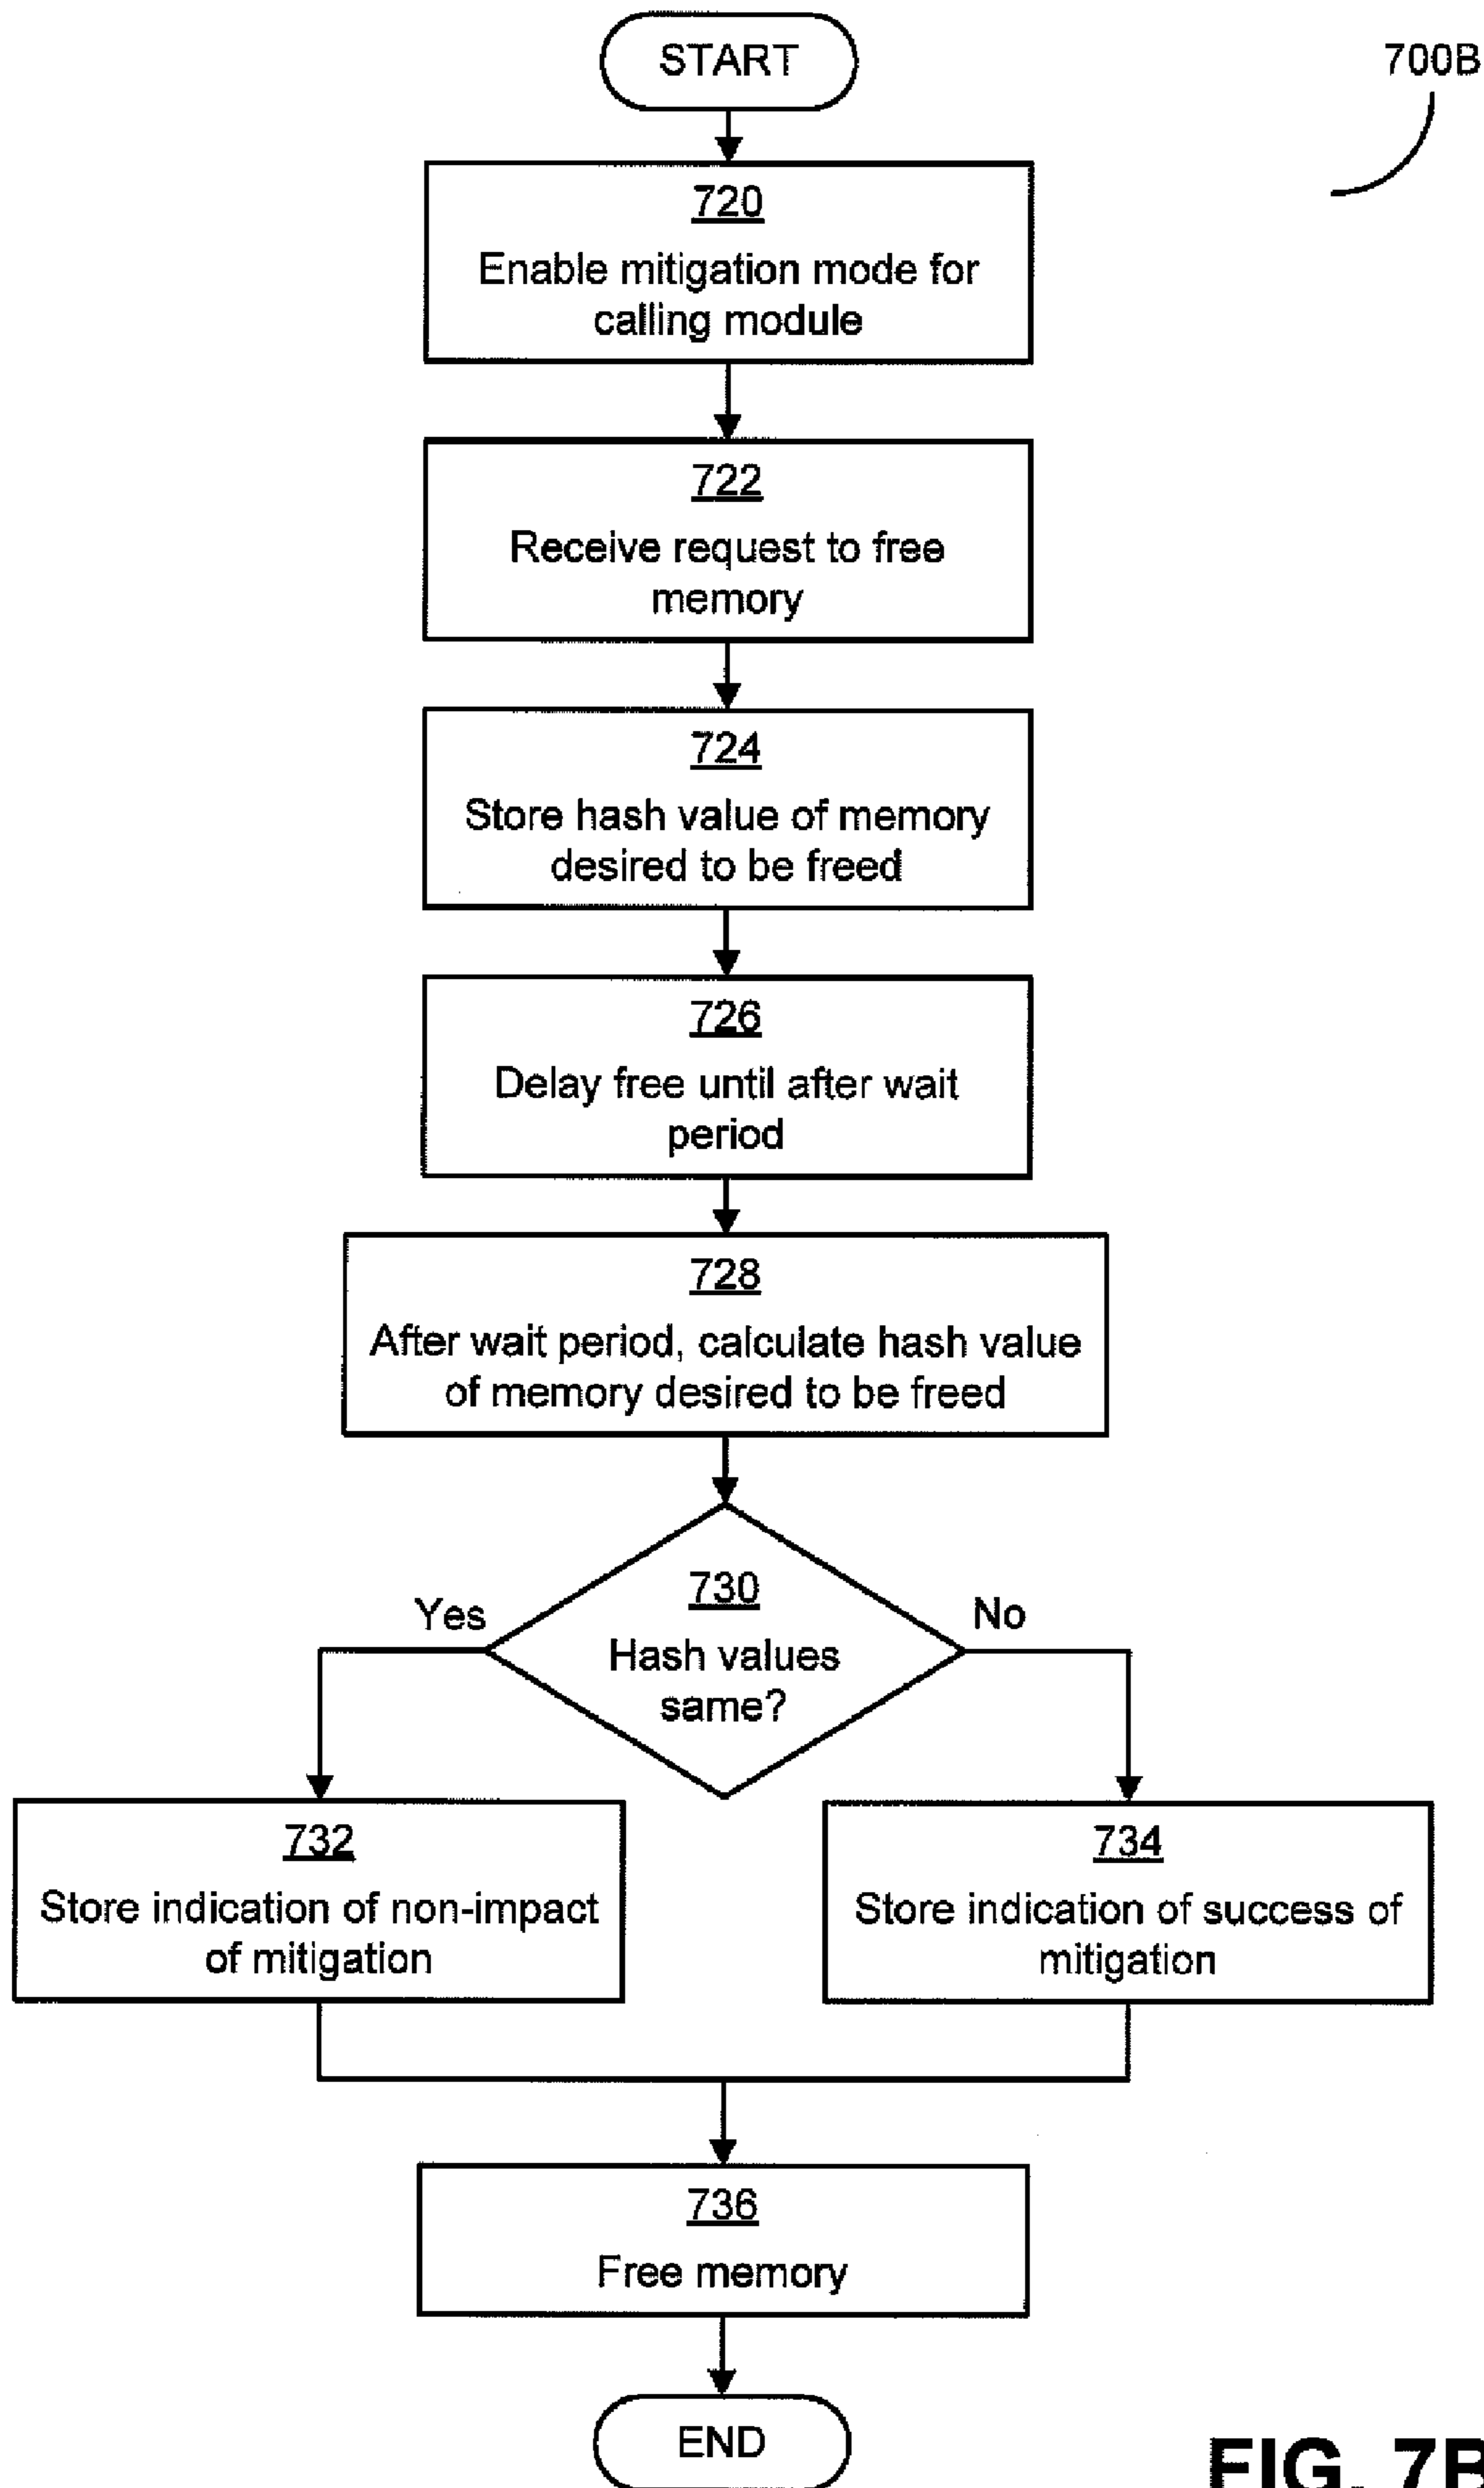 START
700B
720
Enable mitigation mode for
calling module
722
Receive request to free
memory
724
Store hash value of memory
desired to be freed
726
Delay free until after wait
period
728
After wait period, calculate hash value
of memory desired to be freed
730
Hash values
same?
Yes
No
732
Store indication of non-impact
of mitigation
734
Store indication of success of
mitigation
736
Free memory
END
FIG. 7B